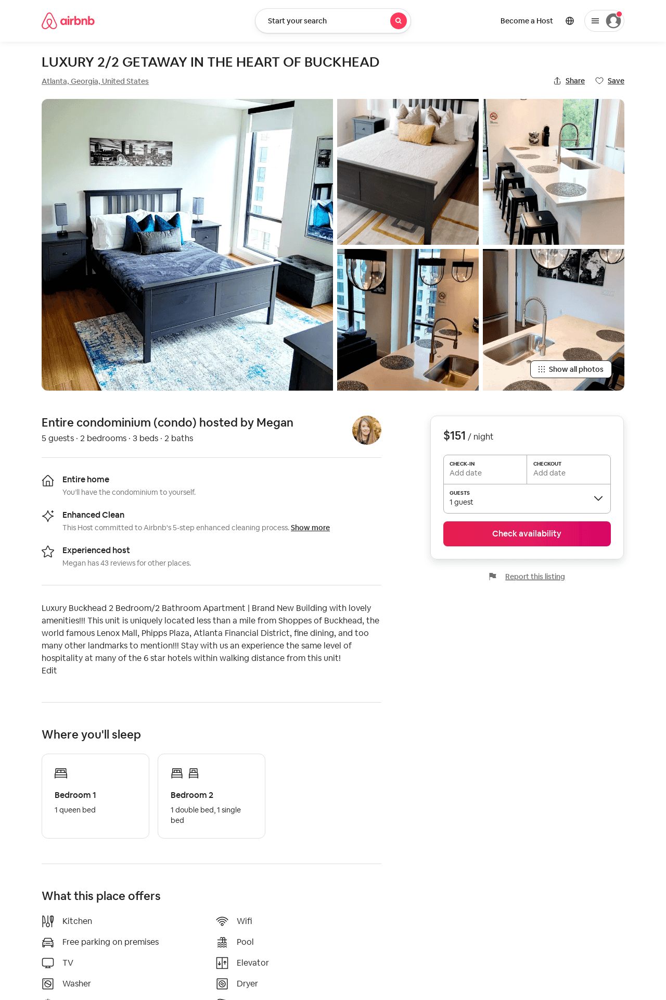 airbnb
Start your search
Become a Host
LUXURY 2/2 GETAWAY IN THE HEART OF BUCKHEAD
Atlanta, Georgia, United States
Share
Save
Show all photos
Entire condominium (condo) hosted by Megan
5 guests · 2 bedrooms · 3 beds · 2 baths
$151 / night
CHECK-IN
Add date
CHECKOUT
Add date
GUESTS
1 guest
Check availability
Report this listing
Entire home
You’ll have the condominium to yourself.
Enhanced Clean
This Host committed to Airbnb's 5-step enhanced cleaning process. Show more
Experienced host
Megan has 43 reviews for other places.
Luxury Buckhead 2 Bedroom/2 Bathroom Apartment | Brand New Building with lovely
amenities!!! This unit is uniquely located less than a mile from Shoppes of Buckhead, the
world famous Lenox Mall, Phipps Plaza, Atlanta Financial District, fine dining, and too
many other landmarks to mention!!! Stay with us an experience the same level of
hospitality at many of the 6 star hotels within walking distance from this unit!
Edit
Where you'll sleep
Bedroom 1
1 queen bed
Bedroom 2
1 double bed, 1 single
bed
What this place offers
Kitchen
Wifi
Free parking on premises
Pool
TV
Elevator
Washer
Dryer